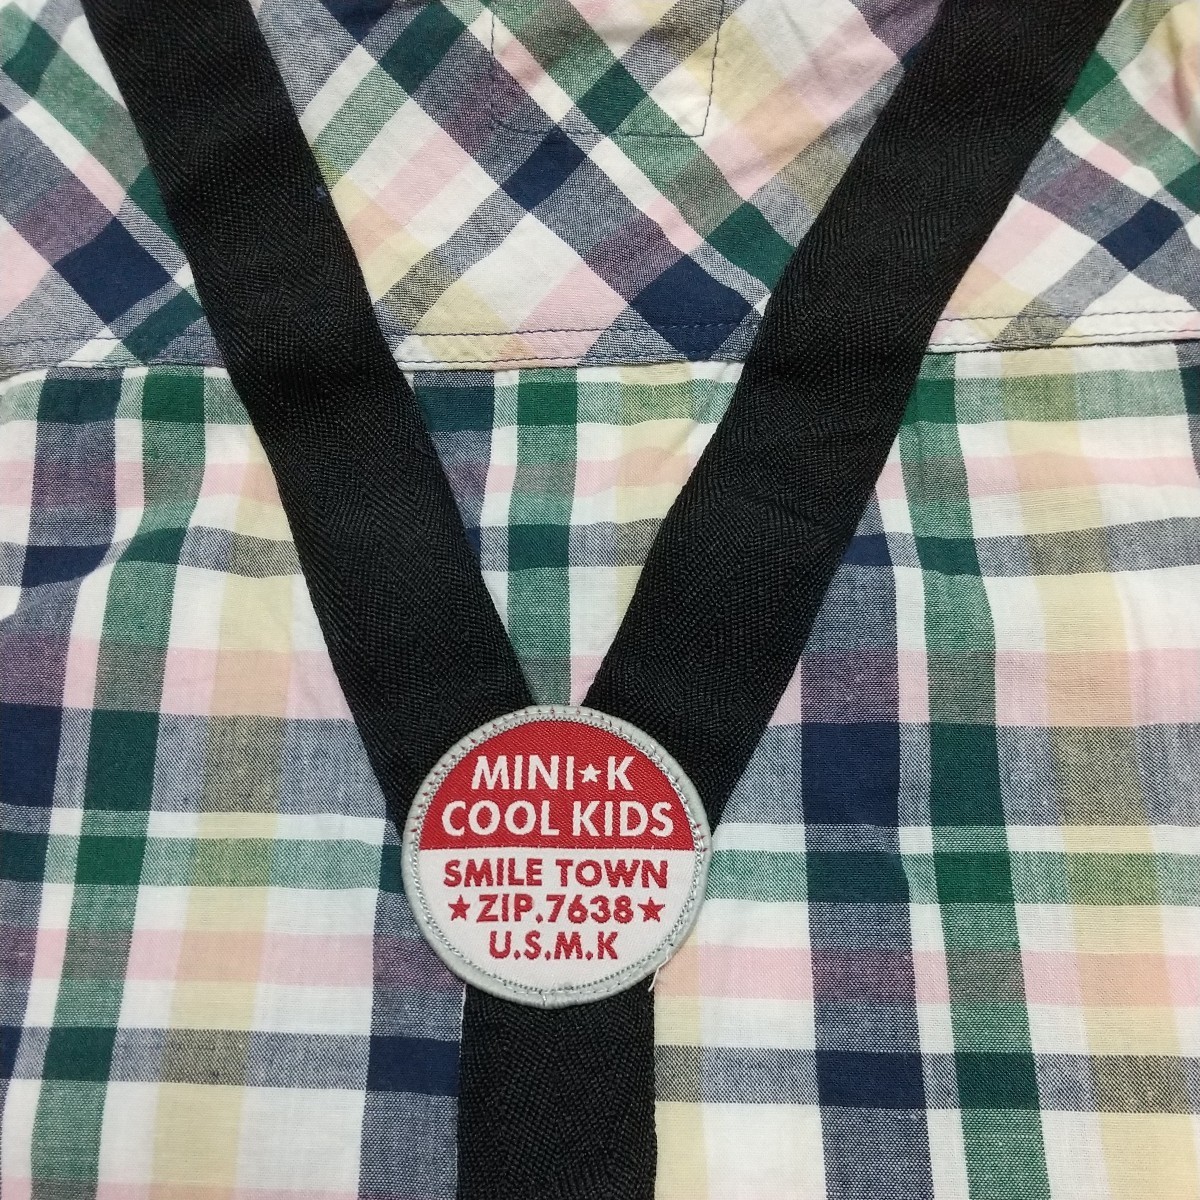 MINI★K
COOL KIDS
SMILE TOWN
★ZIP.7638★
U.S.M.K